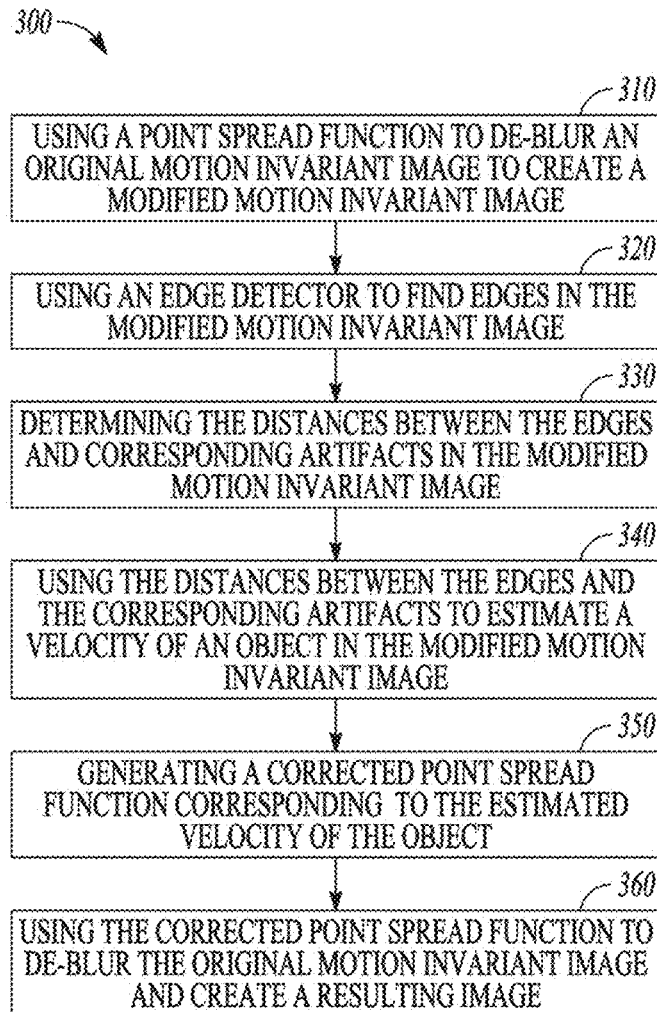 300
310
USING A POINT SPREAD FUNCTION TO DE-BLUR AN
ORIGINAL MOTION INVARIANT IMAGE TO CREATE A
MODIFIED MOTION INVARIANT IMAGE
320
USING AN EDGE DETECTOR TO FIND EDGES IN THE
MODIFIED MOTION INVARIANT IMAGE
330
DETERMINING THE DISTANCES BETWEEN THE EDGES
AND CORRESPONDING ARTIFACTS IN THE MODIFIED
MOTION INVARIANT IMAGE
340
USING THE DISTANCES BETWEEN THE EDGES AND
THE CORRESPONDING ARTIFACTS TO ESTIMATE A
VELOCITY OF AN OBJECT IN THE MODIFIED MOTION
INVARIANT IMAGE
350
GENERATING A CORRECTED POINT SPREAD
FUNCTION CORRESPONDING TO THE ESTIMATED
VELOCITY OF THE OBJECT
360
USING THE CORRECTED POINT SPREAD FUNCTION TO
DE-BLUR THE ORIGINAL MOTION INVARIANT IMAGE
AND CREATE A RESULTING IMAGE